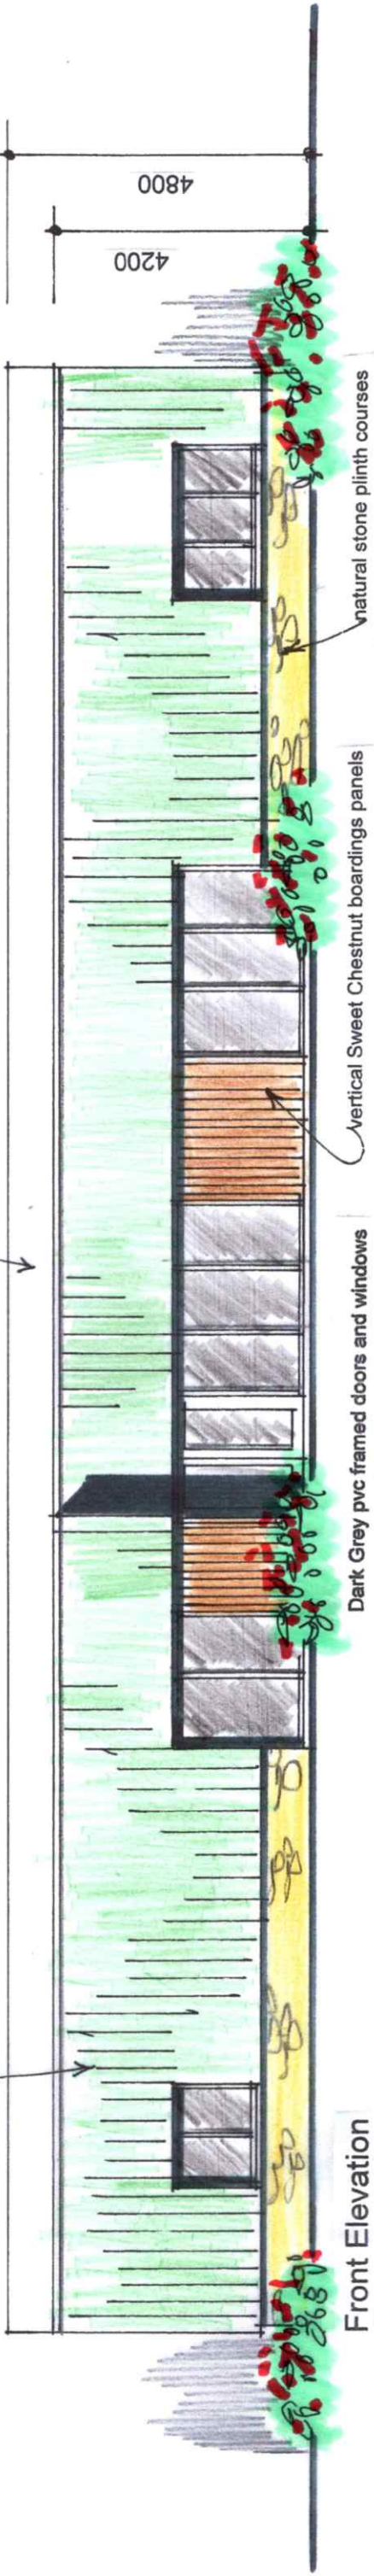 4800
4200
natural stone plinth courses
vertical Sweet Chestnut boardings panels
Dark Grey pvc framed doors and windows
Front Elevation